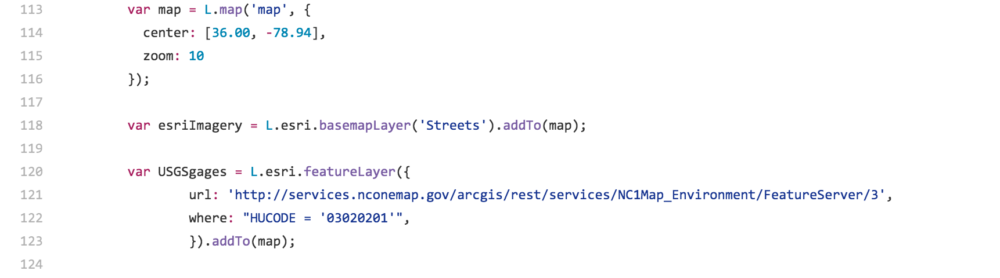 113 var map = L.map('map', {
114 center: [36.00, -78.94],
115 zoom: 10
116 });
117
118 var esriImagery = L.esri.basemapLayer('Streets').addTo(map);
119
120 var USGSgages = L.esri.featureLayer({
121 url: 'http://services.nconemap.gov/arcgis/rest/services/NC1Map_Environment/FeatureServer/3',
122 where: "HUCODE = '03020201'",
123 }).addTo(map);
124